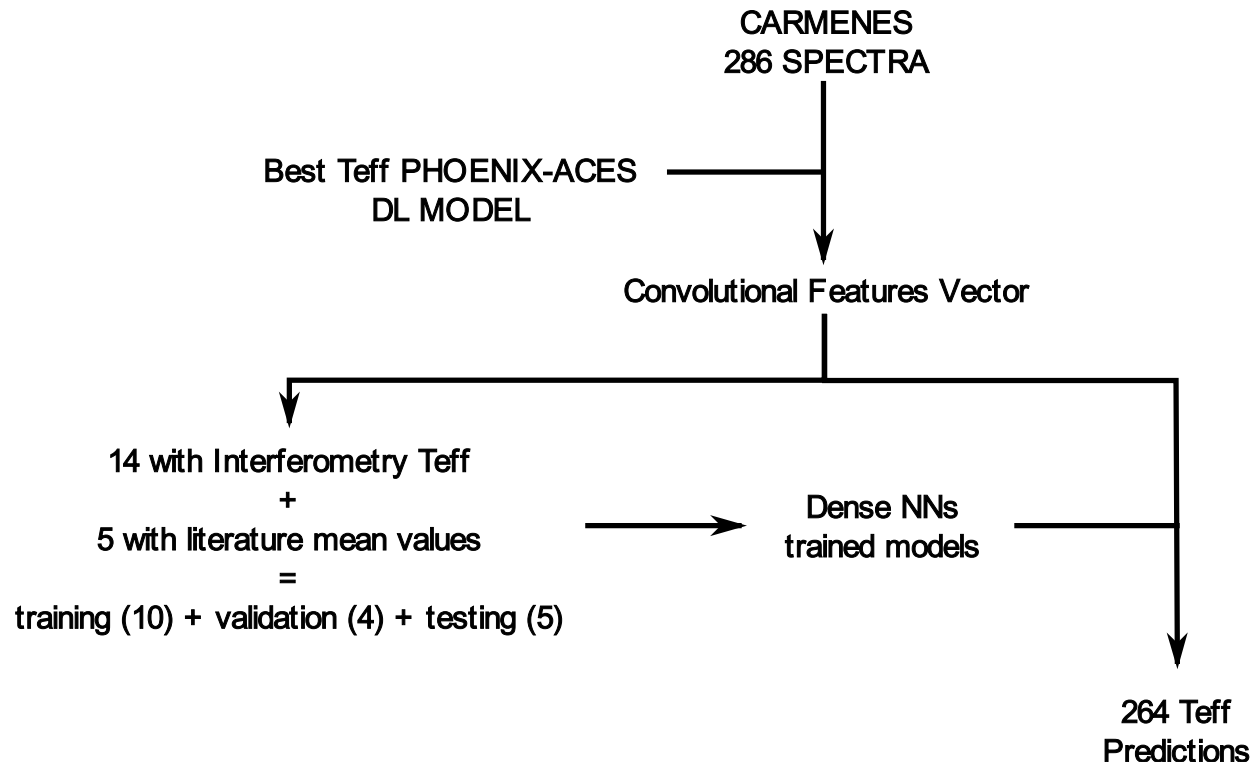 CARMENES
286 SPECTRA
Best Teff PHOENIX-ACES
DL MODEL
Convolutional Features Vector
14 with Interferometry Teff
+
5 with literature mean values
=
training (10) + validation (4) + testing (5)
Dense NNs
trained models
264 Teff
Predictions